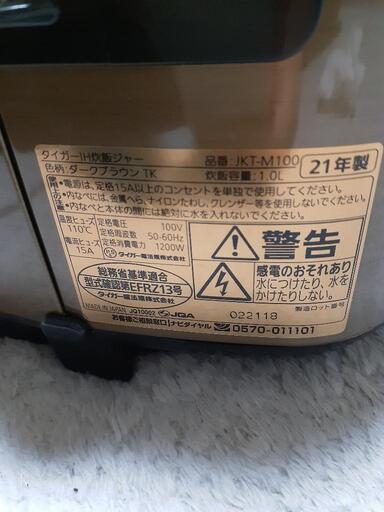 タイガーIH炊飯ジャー 品番：JKT-M100
色柄：ダークブラウン TK 炊飯容量：1.0L 21年製
•電源は、定格15A以上のコンセントを単独で使用してください。
•内なべには、金属へら、ナイロンたわし、クレンザー等を使用しないでください。
•内なべと本体の間には絶対に水を入れないでください。
温度ヒューズ 110℃
電流ヒューズ 15A
定格電圧 100V
定格周波数 50-60Hz
定格消費電力 1200W
タイガー魔法瓶株式会社
総務省基準適合
型式確認第EFRZ13号
タイガー魔法瓶株式会社
MADE IN JAPAN JQ10002 JQA
お客様ご相談窓口 ナビダイヤル 0570-011101
警告
感電のおそれあり
水につけたり、水を
かけたりしない。
022118 製造ロット番号